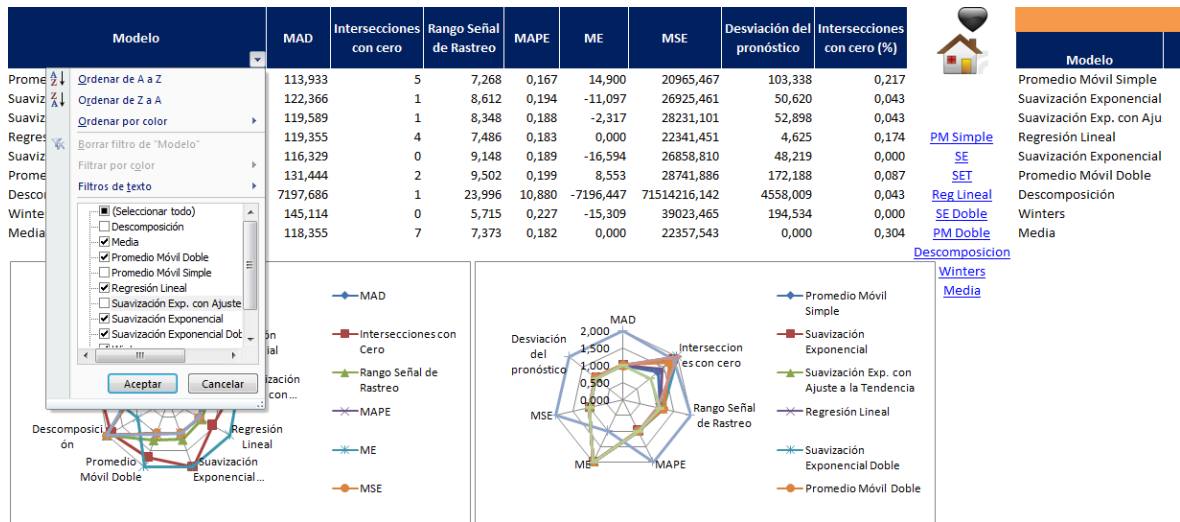 Modelo MAD Intersecciones con cero Rango Señal de Rastreo MAPE ME MSE Desviación del pronóstico Intersecciones con cero (%)
Modelo
Prome 113,933 5 7,268 0,167 14,900 20965,467 103,338 0,217
Suaviz 122,366 1 8,612 0,194 -11,097 26925,461 50,620 0,043
Suaviz 119,589 1 8,348 0,188 -2,317 28231,101 52,898 0,043
Regres 119,355 4 7,486 0,183 0,000 22341,451 4,625 0,174
Suaviz 116,329 0 9,148 0,189 -16,594 26858,810 48,219 0,000
Prome 131,444 2 9,502 0,199 8,553 28741,886 172,188 0,087
Desco 7197,686 1 23,996 10,880 -7196,447 71514216,142 4558,009 0,043
Winte 145,114 0 5,715 0,227 -15,309 39023,465 194,534 0,000
Media 118,355 7 7,373 0,182 0,000 22357,543 0,000 0,304
Ordenar de A a Z
Ordenar de Z a A
Ordenar por color
Borrar filtro de "Modelo"
Filtrar por color
Filtros de texto
(Seleccionar todo)
Descomposición
Media
Promedio Móvil Doble
Promedio Móvil Simple
Regresión Lineal
Suavización Exp. con Ajuste
Suavización Exponencial
Suavización Exponencial Dob
Aceptar
Cancelar
PM Simple
SE
SET
Reg Lineal
SE Doble
PM Doble
Descomposicion
Winters
Media
Promedio Móvil Simple
Suavización Exponencial
Suavización Exp. con Aju
Regresión Lineal
Suavización Exponencial
Promedio Móvil Doble
Descomposición
Winters
Media
ón
ial
zación
con...
Regresión
Lineal
Suavización
Exponencial...
Promedio
Móvil Doble
Descomposici
ón
MAD
Intersecciones con
Cero
Rango Señal de
Rastreo
MAPE
ME
MSE
MAD
2,000
1,500
1,000
0,500
0,000
Interseccion
es con cero
Rango Señal
de Rastreo
MAPE
ME
MSE
Desviación
del
pronóstico
Promedio Móvil
Simple
Suavización
Exponencial
Suavización Exp. con
Ajuste a la Tendencia
Regresión Lineal
Suavización
Exponencial Doble
Promedio Móvil Doble